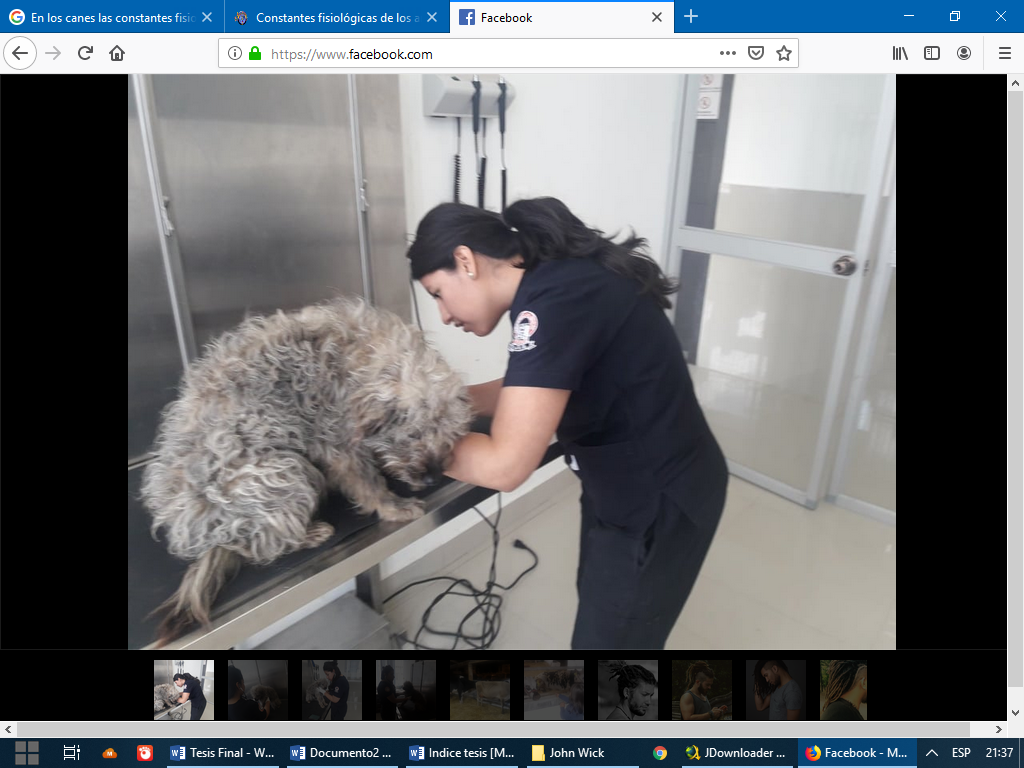 En los canes las constantes fisio
Constantes fisiológicas de los a
Facebook
https://www.facebook.com
Tesis Final - W...
Documento2 ...
Indice tesis [M...
John Wick
JDownloader ...
Facebook - M...
ESP
21:37